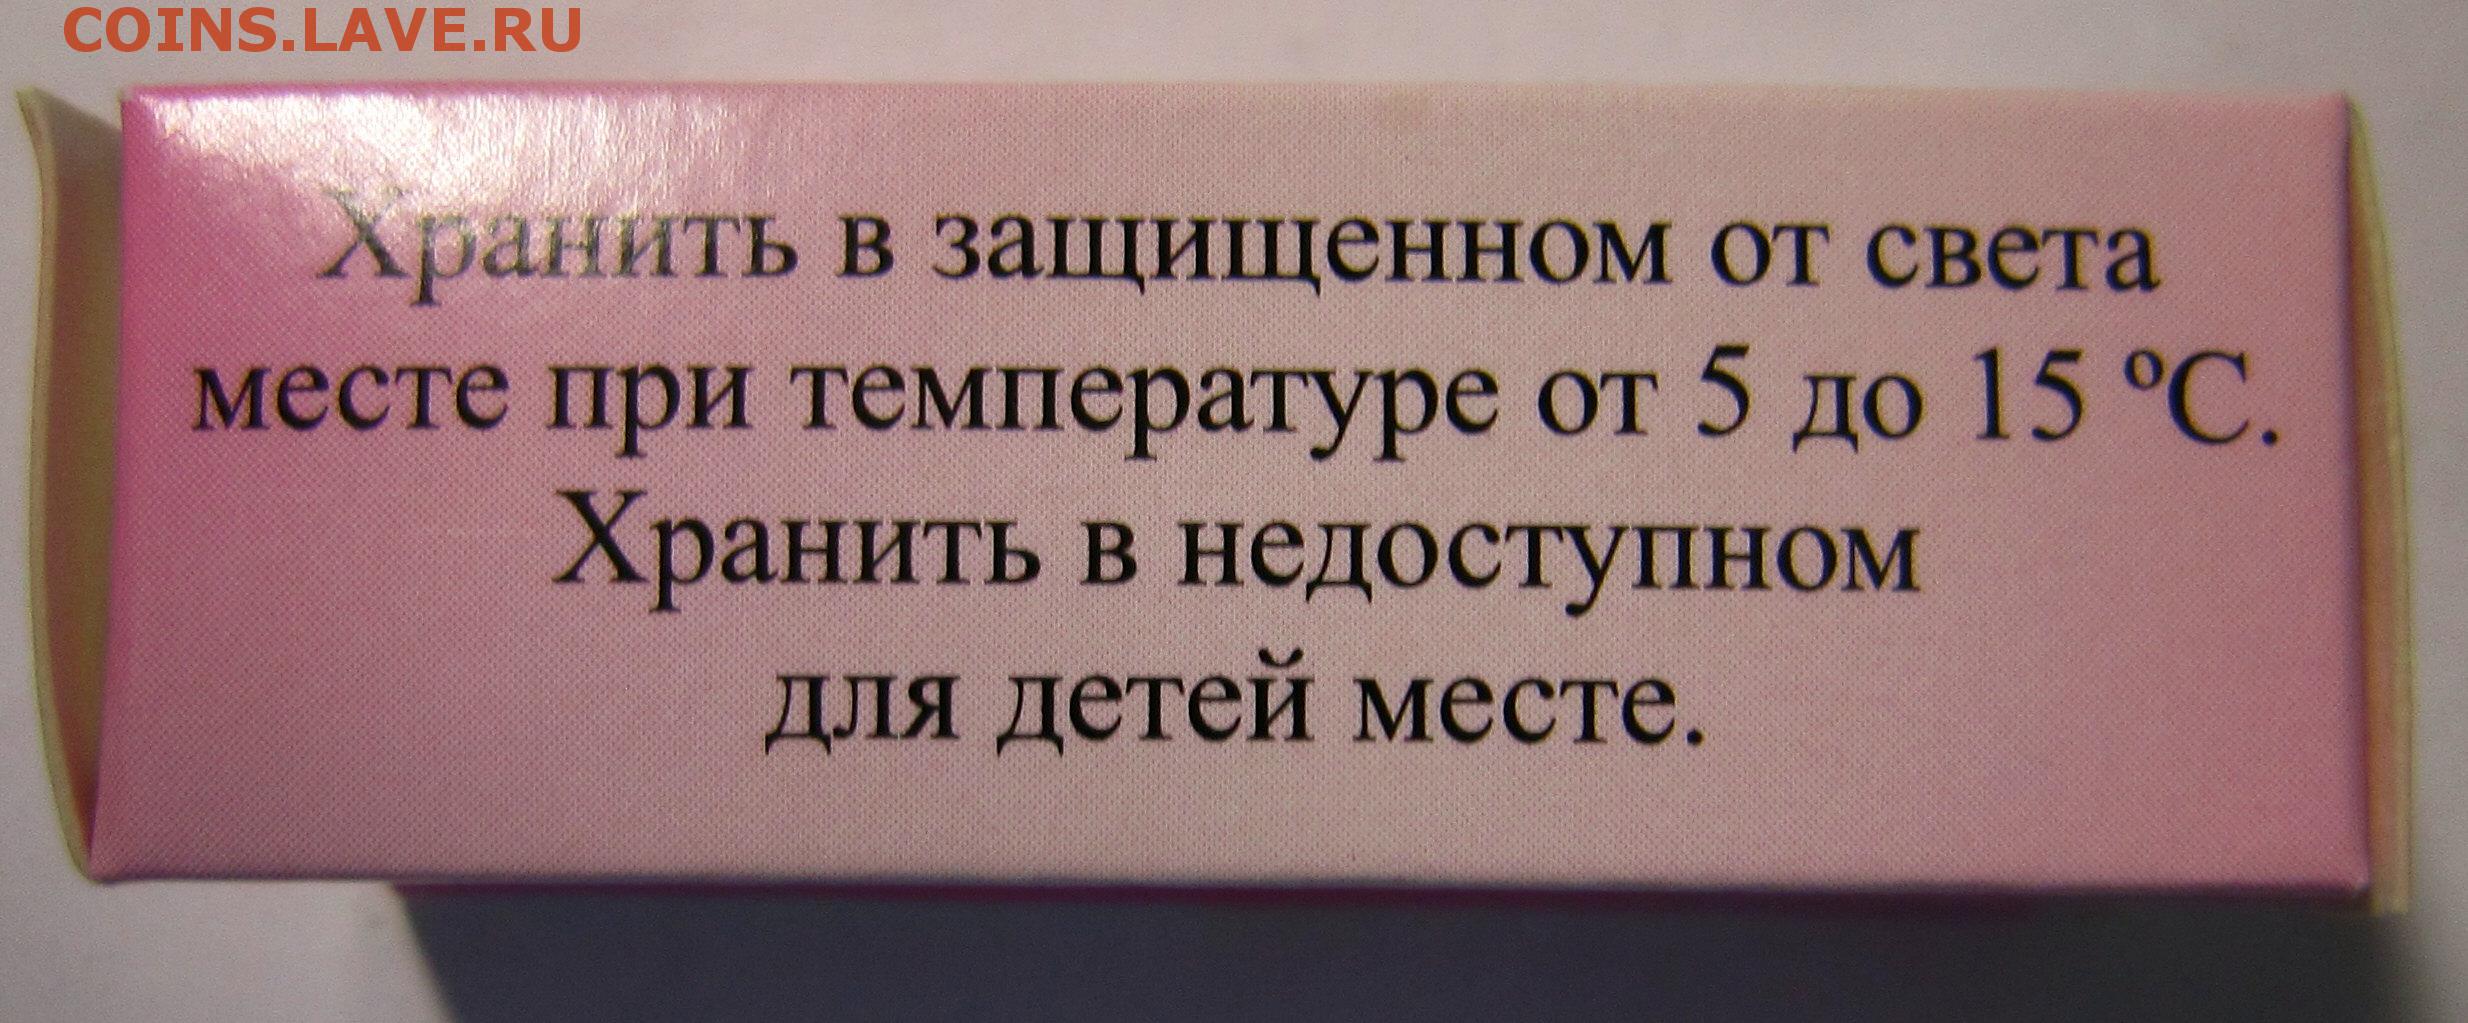 COINS.LAVE.RU
Хранить в защищенном от света
месте при температуре от 5 до 15 ºС.
Хранить в недоступном
для детей месте.